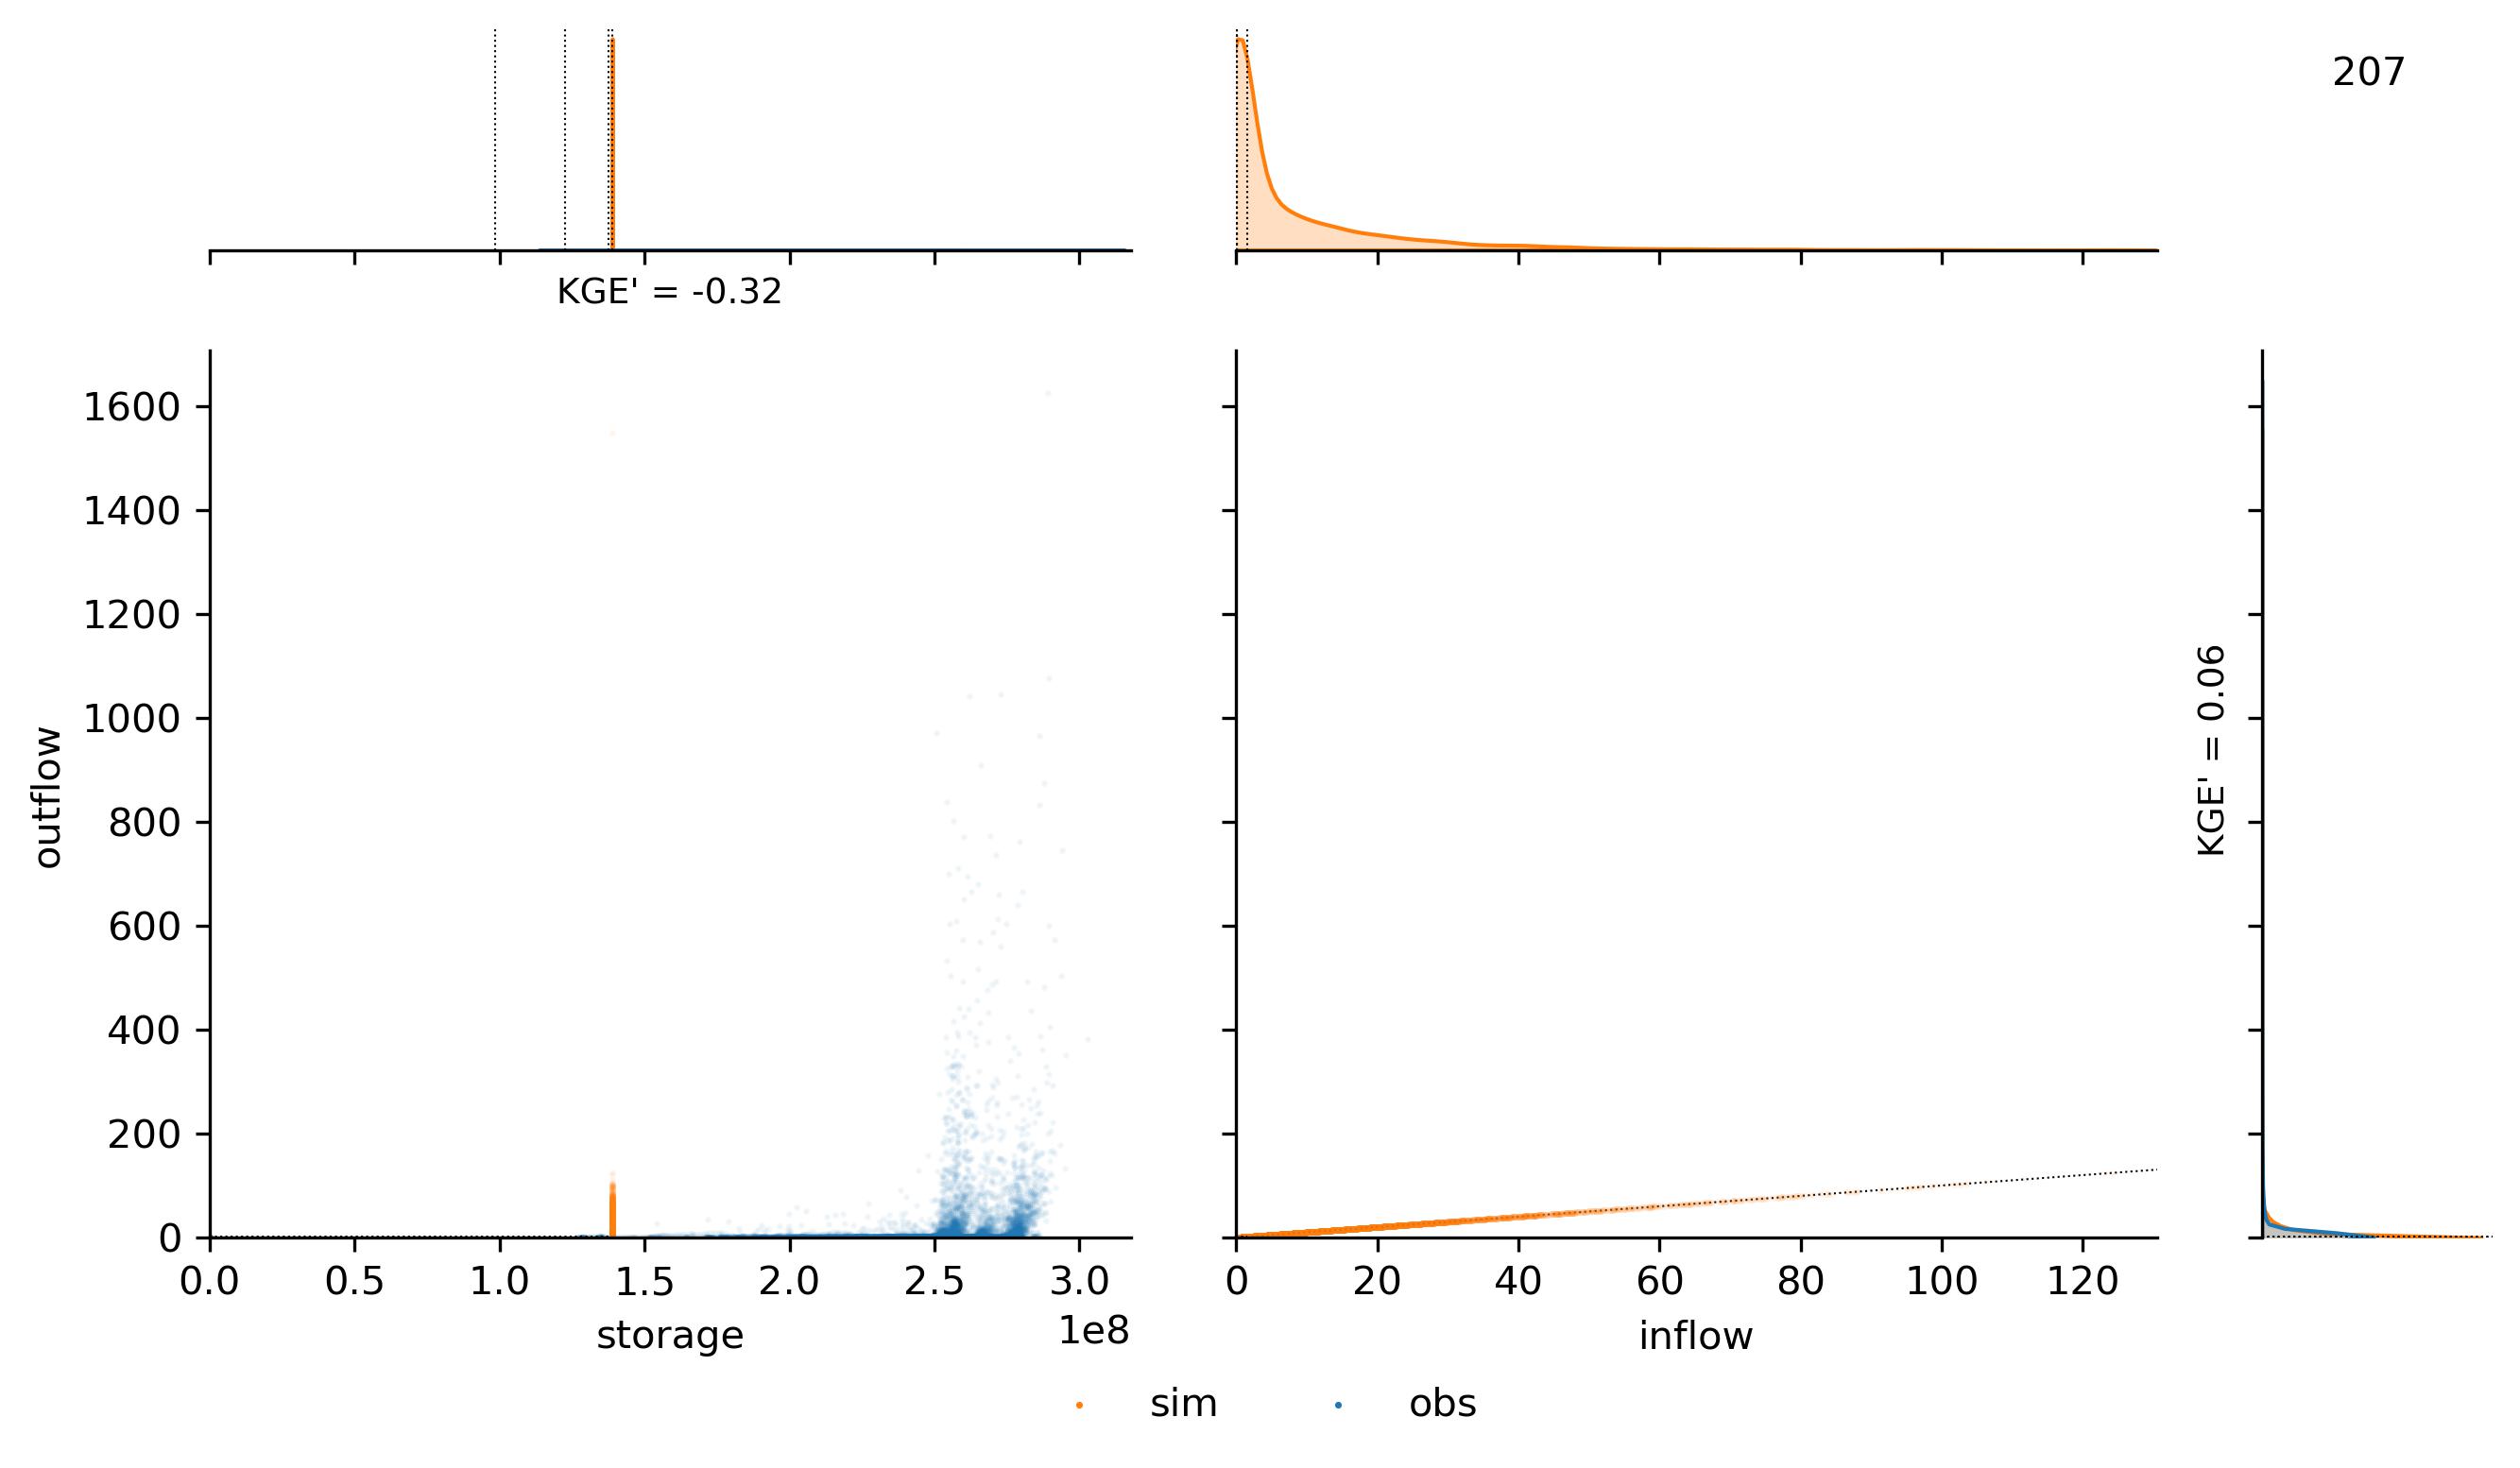 207
KGE' = -0.32
1600
1400
1200
1000
800
600
400
200
0
outflow
KGE' = 0.06
0.0 0.5 1.0 1.5 2.0 2.5 3.0
1e8
storage
0 20 40 60 80 100 120
inflow
sim obs